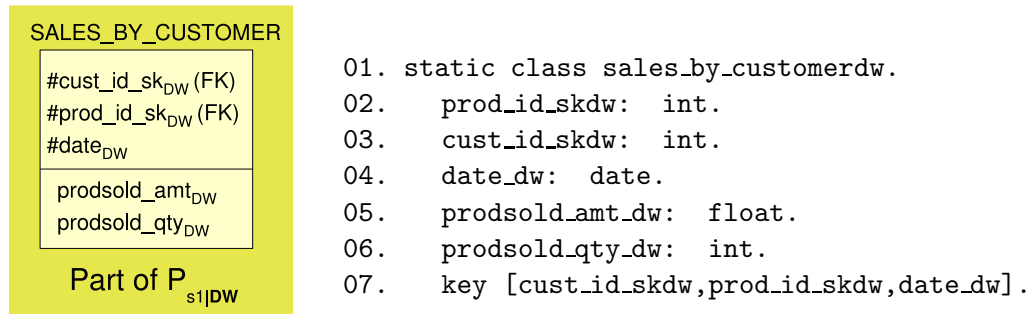 SALES_BY_CUSTOMER
#cust_id_skDW (FK)
#prod_id_skDW (FK)
#dateDW
prodsold_amtDW
prodsold_qtyDW
Part of Ps1|DW
01. static class sales_by_customerdw.
02. prod_id_skdw: int.
03. cust_id_skdw: int.
04. date_dw: date.
05. prodsold_amt_dw: float.
06. prodsold_qty_dw: int.
07. key [cust_id_skdw,prod_id_skdw,date_dw].